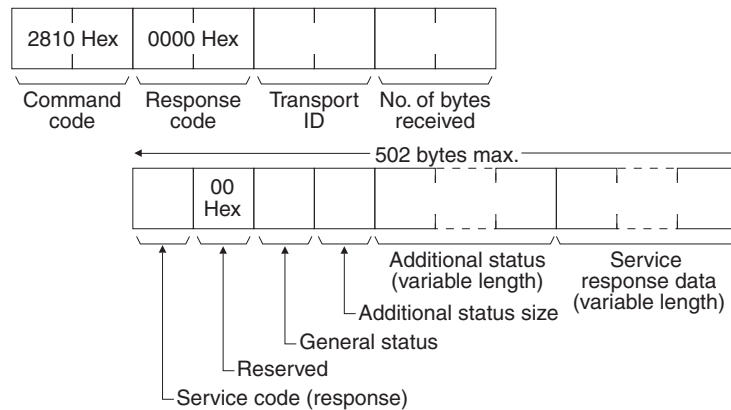 2810 Hex 0000 Hex
Command code
Response code
Transport ID
No. of bytes received
502 bytes max.
00 Hex
Additional status (variable length)
Service response data (variable length)
Additional status size
General status
Reserved
Service code (response)